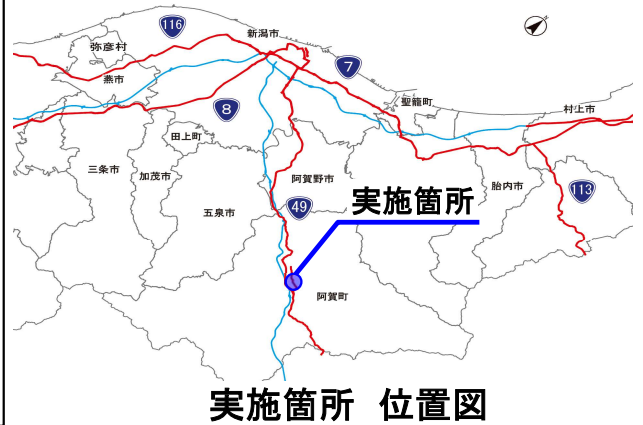 116
新潟市
弥彦村
7
燕市
8
聖籠町
村上市
田上町
三条市
加茂市
阿賀野市
胎内市
113
49
実施箇所
五泉市
阿賀町
実施箇所 位置図